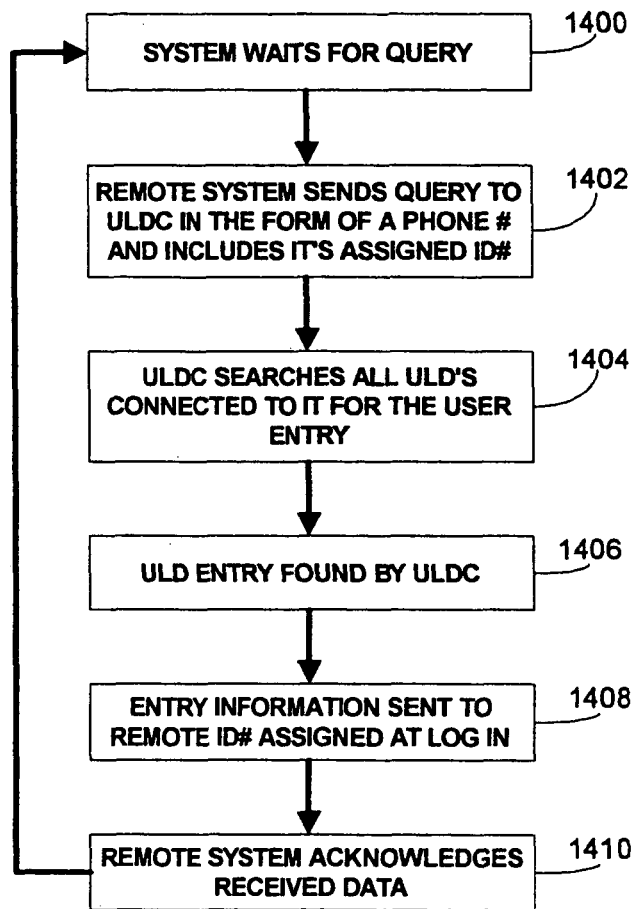 SYSTEM WAITS FOR QUERY
1400
REMOTE SYSTEM SENDS QUERY TO
ULDC IN THE FORM OF A PHONE #
AND INCLUDES IT'S ASSIGNED ID#
1402
ULDC SEARCHES ALL ULD'S
CONNECTED TO IT FOR THE USER
ENTRY
1404
ULD ENTRY FOUND BY ULDC
1406
ENTRY INFORMATION SENT TO
REMOTE ID# ASSIGNED AT LOG IN
1408
REMOTE SYSTEM ACKNOWLEDGES
RECEIVED DATA
1410